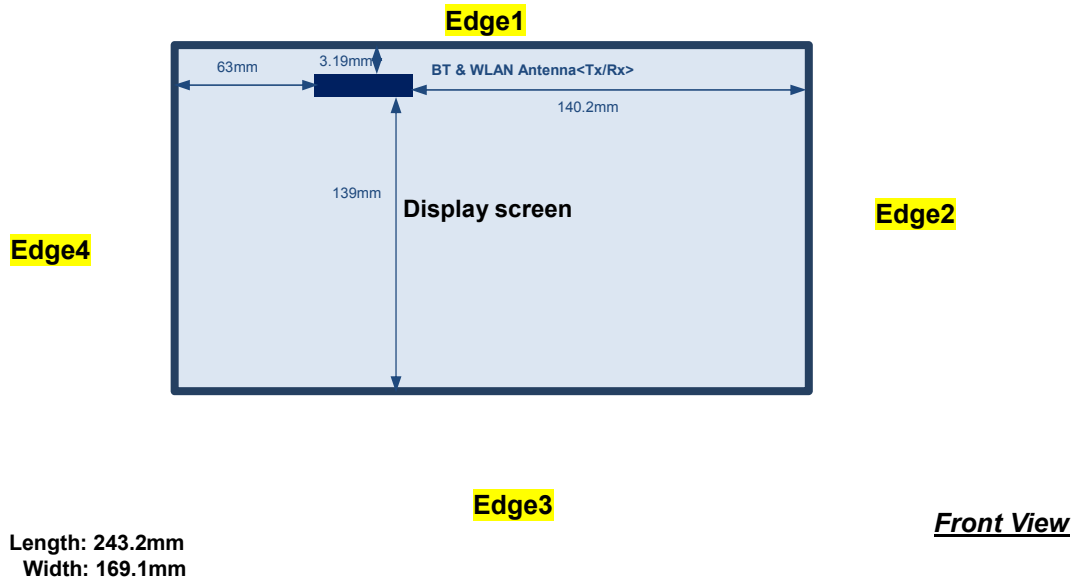 Edge1
3.19mm
63mm
BT & WLAN Antenna<Tx/Rx>
140.2mm
139mm
Display screen
Edge2
Edge4
Edge3
Front View
Length: 243.2mm
Width: 169.1mm